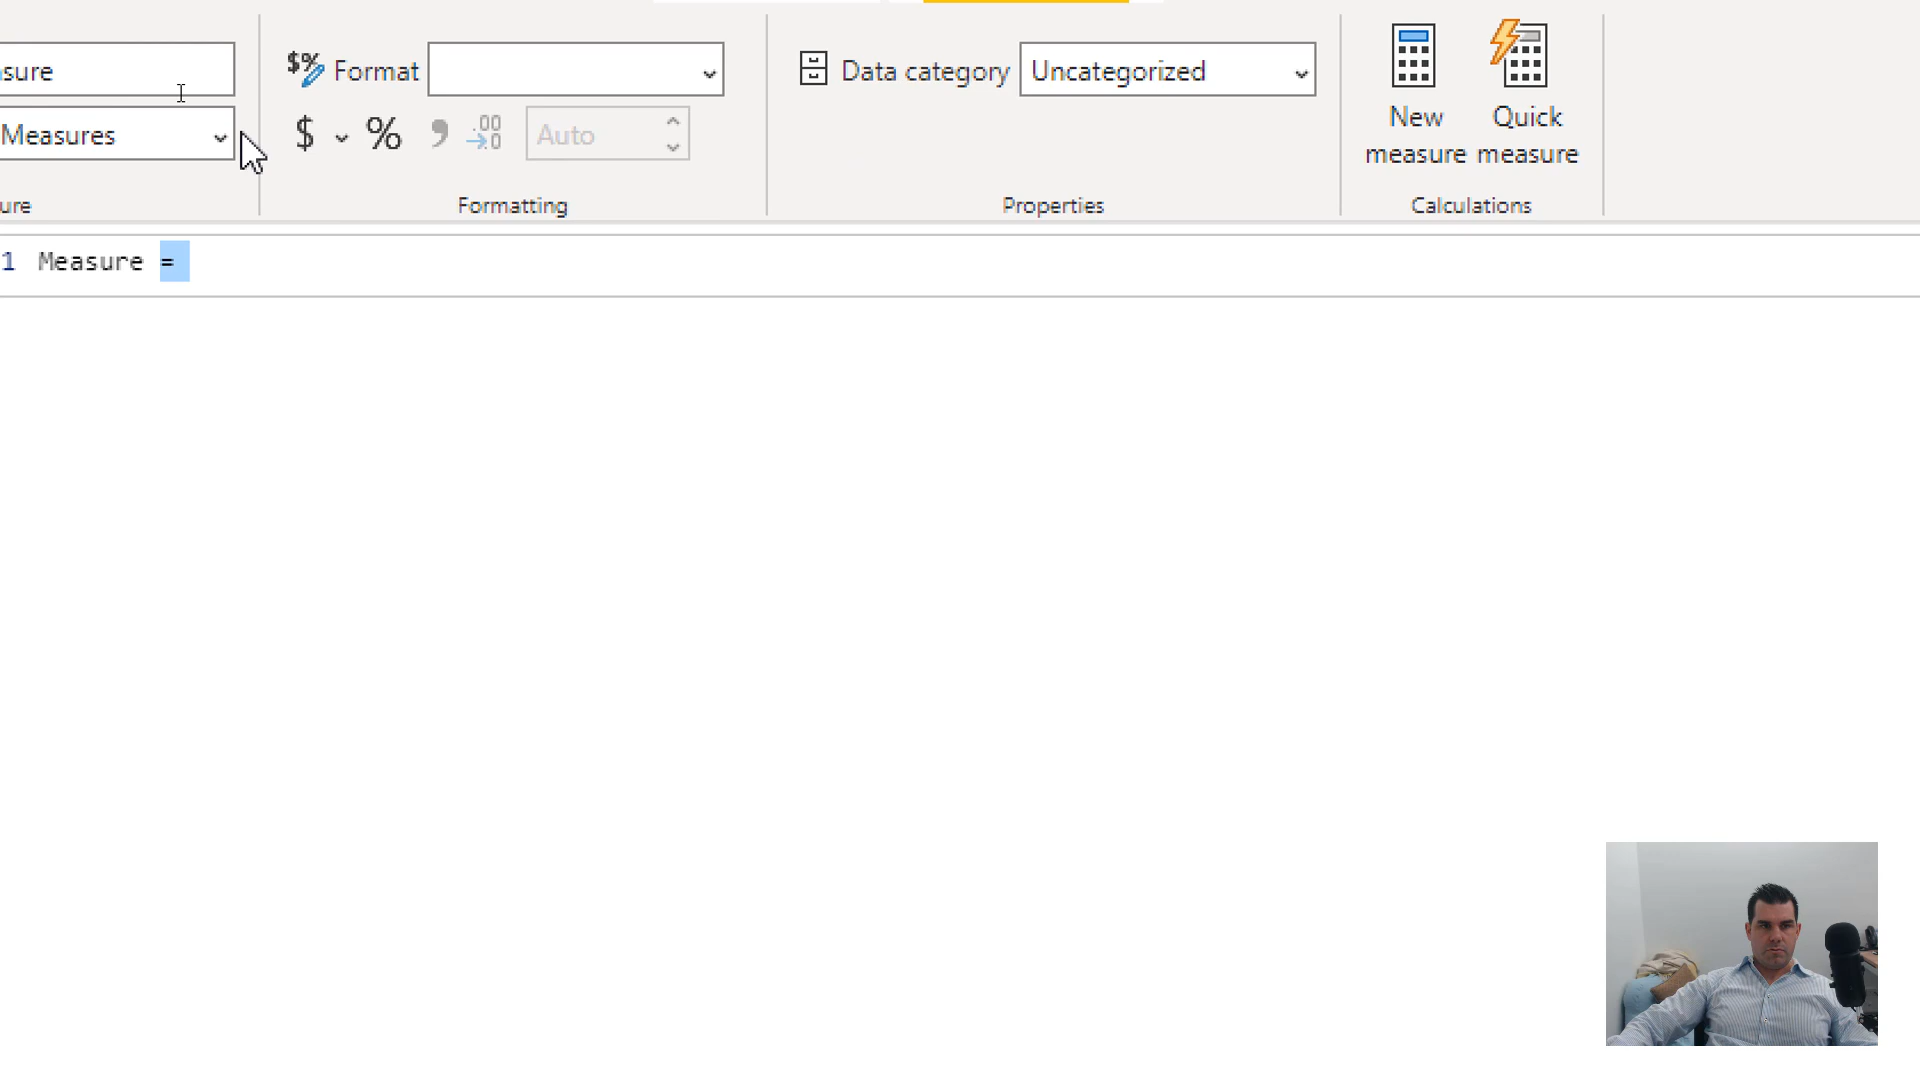 sure
Format
Data category Uncategorized
Measures
$ % Auto
New measure
Quick measure
ure
Formatting
Properties
Calculations
1 Measure =